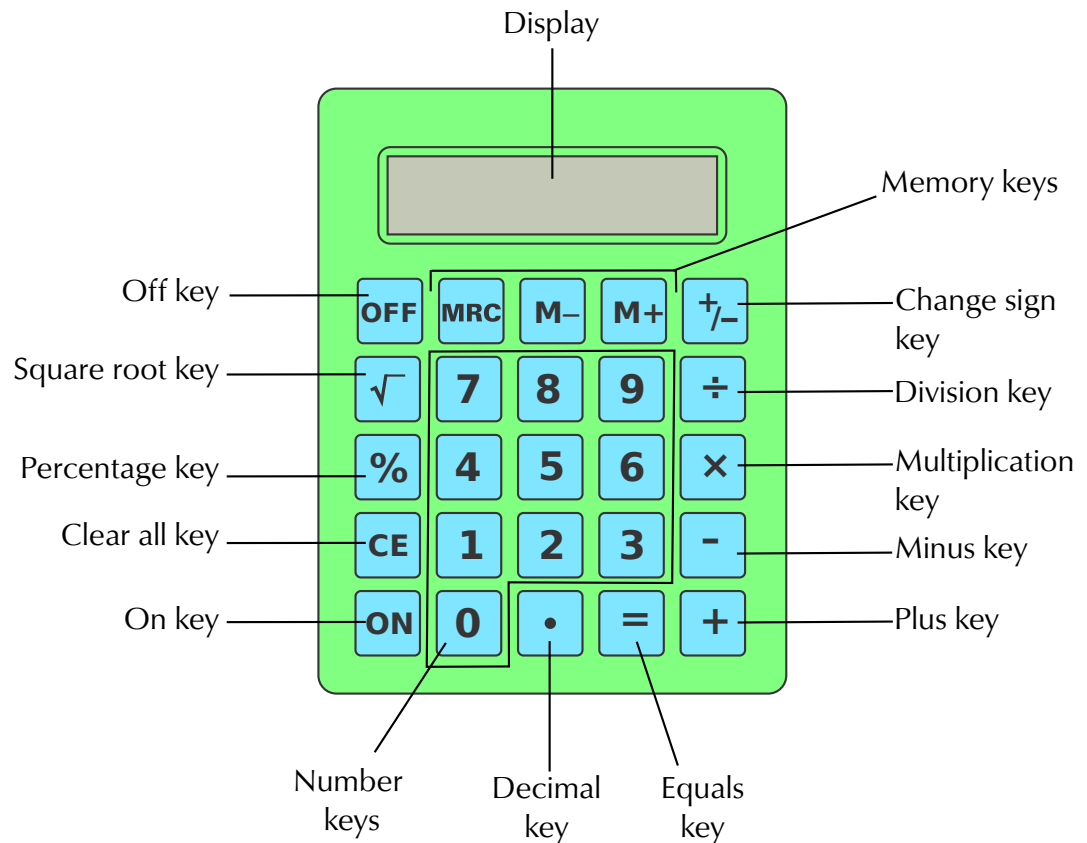 Display
Memory keys
Off key
OFF MRC M– M+ +/–
Change sign
key
Square root key
√ 7 8 9 ÷
Division key
Percentage key
% 4 5 6 ×
Multiplication
key
Clear all key
CE 1 2 3 -
Minus key
On key
ON 0 • = +
Plus key
Number
keys
Decimal
key
Equals
key